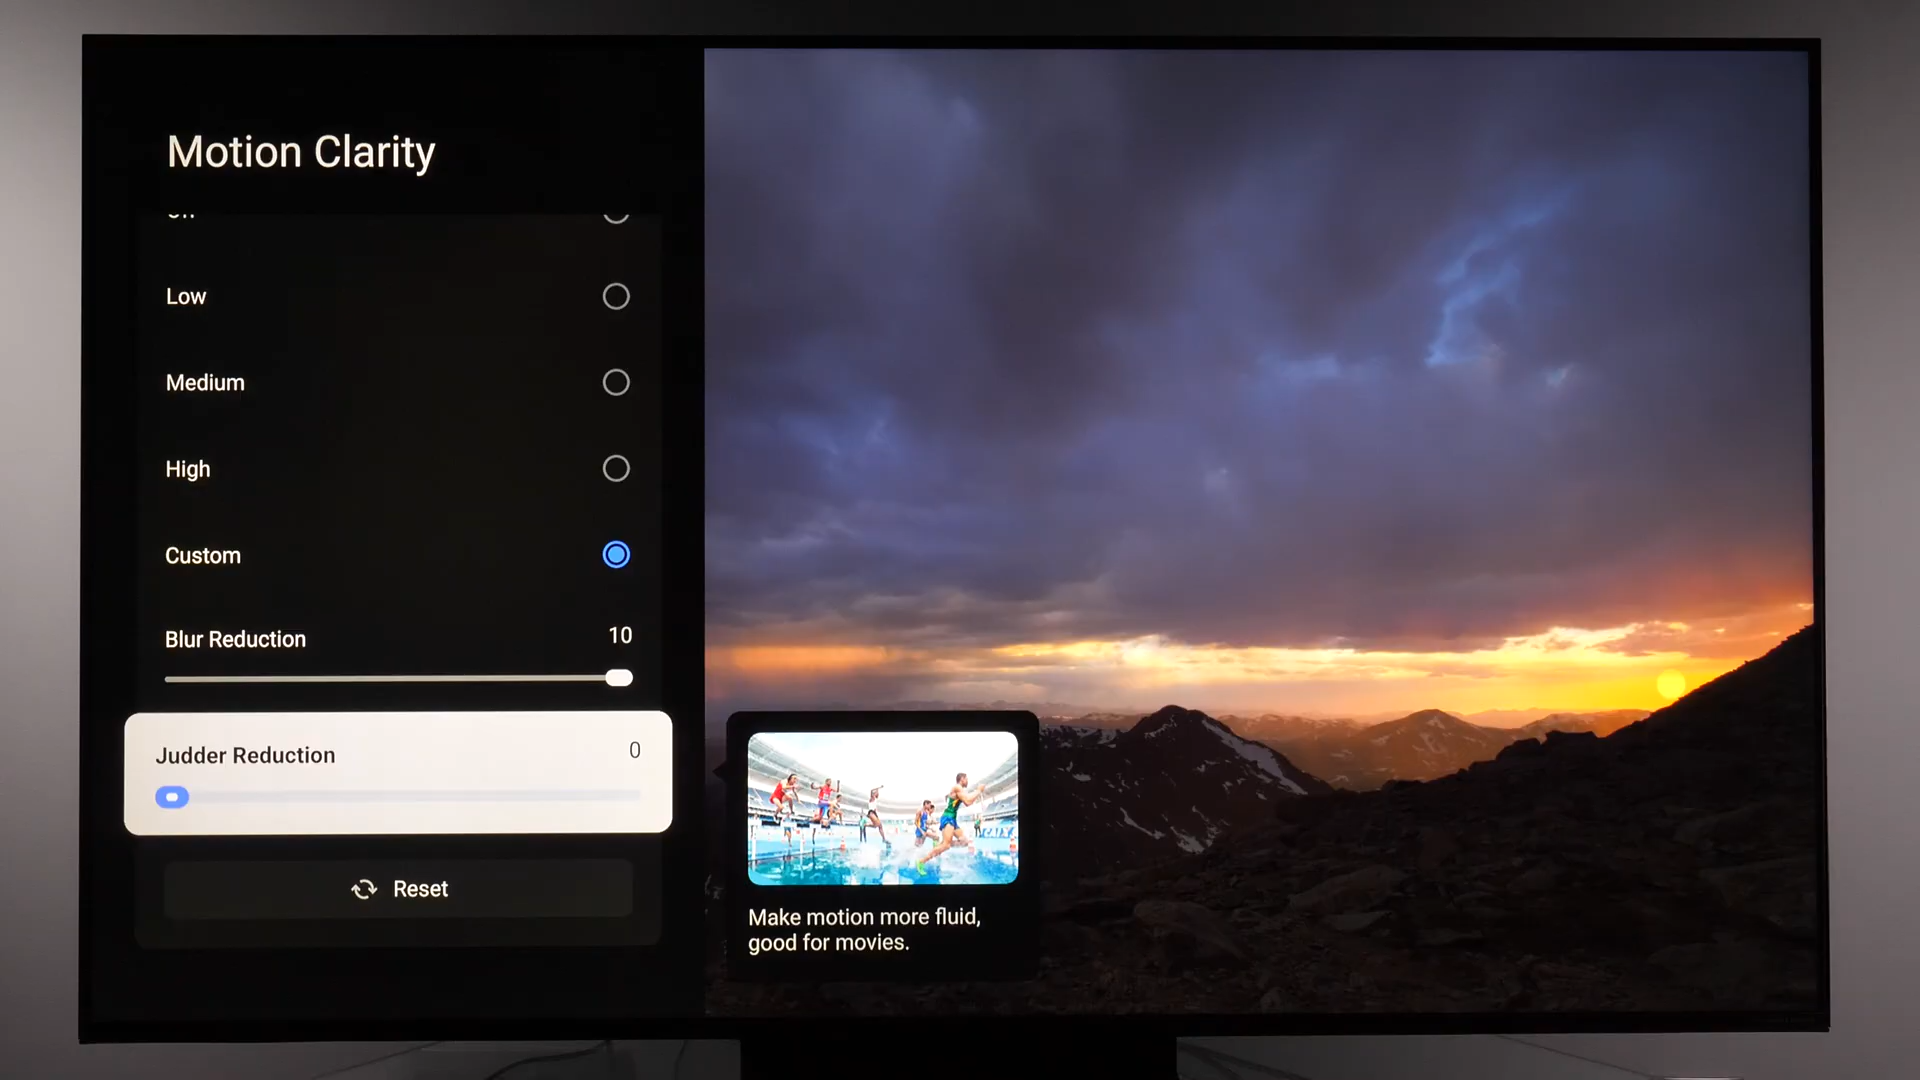 Motion Clarity
Low
Medium
High
Custom
Blur Reduction 10
Judder Reduction 0
Reset
Make motion more fluid,
good for movies.